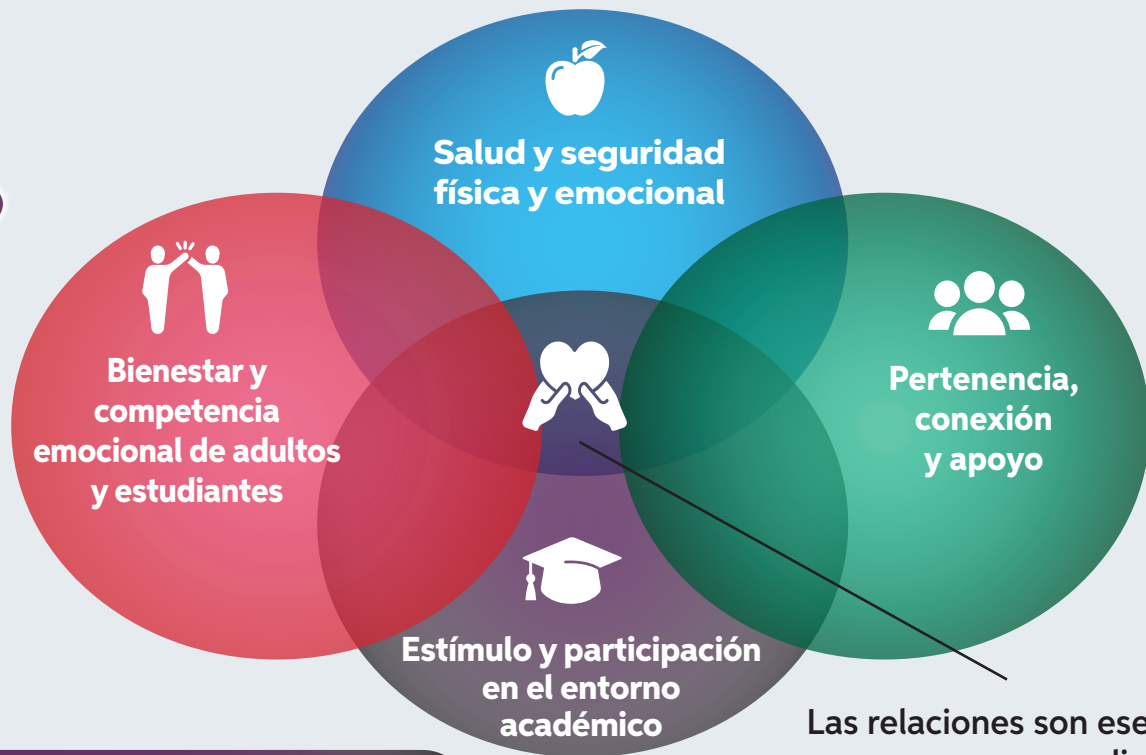 Salud y seguridad
física y emocional
Bienestar y
competencia
emocional de adultos
y estudiantes
Pertenencia,
conexión
y apoyo
Estímulo y participación
en el entorno
académico
Las relaciones son